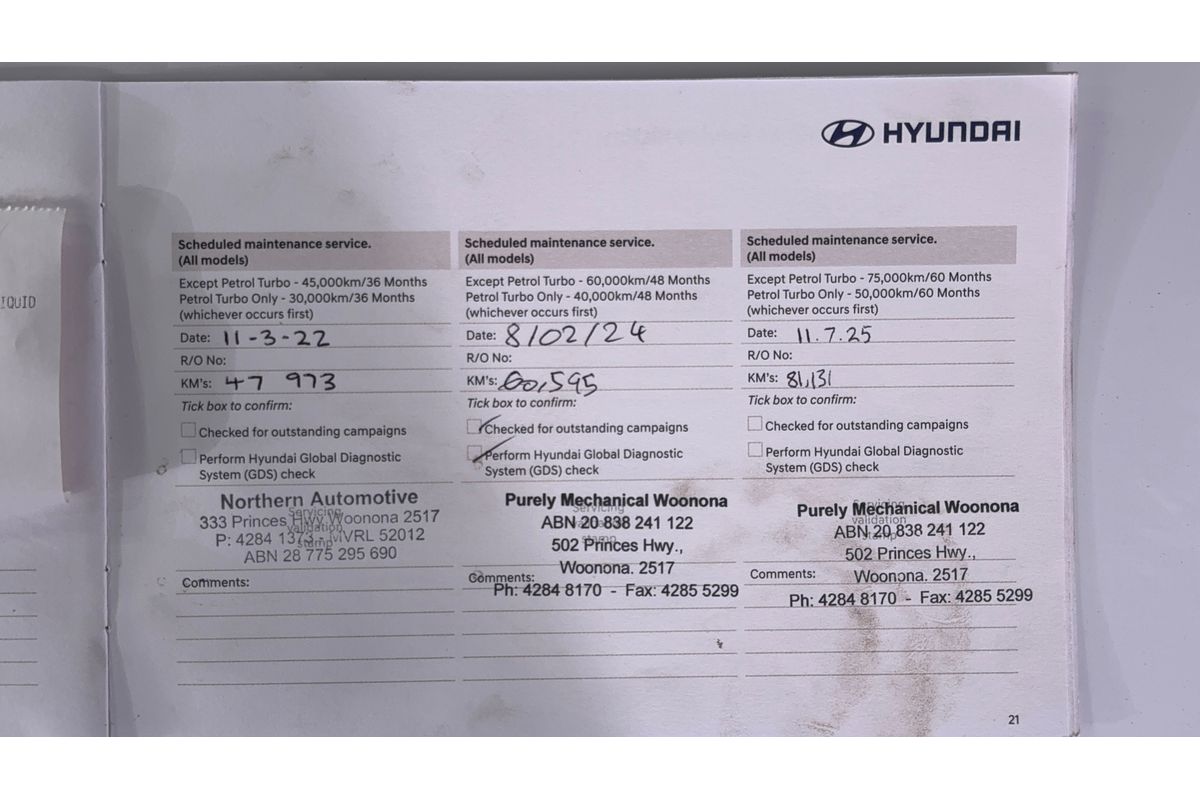 HYUNDAI
IQUID
Scheduled maintenance service.
(All models)
Except Petrol Turbo - 45,000km/36 Months
Petrol Turbo Only - 30,000km/36 Months
(whichever occurs first)
Date: 11-3-22
R/O No:
KM's: 47 973
Tick box to confirm:
Checked for outstanding campaigns
Perform Hyundai Global Diagnostic
System (GDS) check
Servicing
validation
stamp
Northern Automotive
333 Princes Hwy Woonona 2517
P: 4284 1373 - MVRL 52012
ABN 28 775 295 690
Comments:
Scheduled maintenance service.
(All models)
Except Petrol Turbo - 60,000km/48 Months
Petrol Turbo Only - 40,000km/48 Months
(whichever occurs first)
Date: 8/02/24
R/O No:
KM's: 60,595
Tick box to confirm:
Checked for outstanding campaigns
Perform Hyundai Global Diagnostic
System (GDS) check
Servicing
stamp
Purely Mechanical Woonona
ABN 20 838 241 122
502 Princes Hwy.,
Woonona. 2517
Comments:
Ph: 4284 8170 - Fax: 4285 5299
Scheduled maintenance service.
(All models)
Except Petrol Turbo - 75,000km/60 Months
Petrol Turbo Only - 50,000km/60 Months
(whichever occurs first)
Date: 11.7.25
R/O No:
KM's: 81,131
Tick box to confirm:
Checked for outstanding campaigns
Perform Hyundai Global Diagnostic
System (GDS) check
Servicing
validation
stamp
Purely Mechanical Woonona
ABN 20 838 241 122
502 Princes Hwy.,
Woonona. 2517
Comments:
Ph: 4284 8170 - Fax: 4285 5299
21